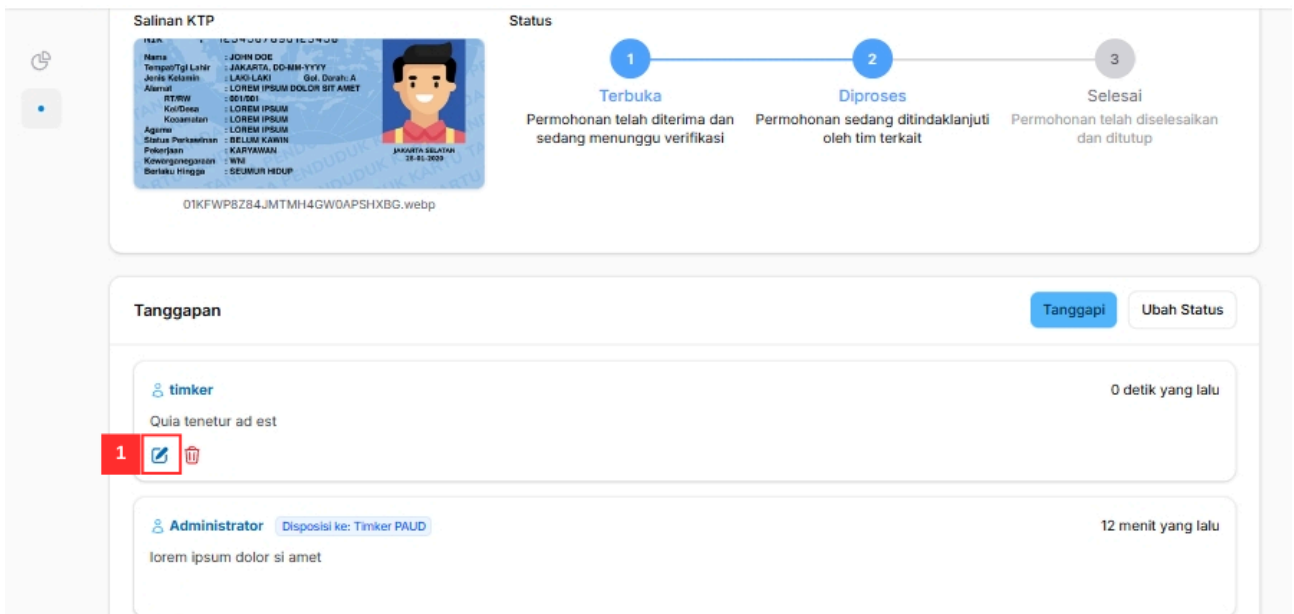 Salinan KTP
Status
Nama : JOHN DOE
Tempat/Tgl Lahir : JAKARTA, DD-MM-YYYY
Jenis Kelamin : LAKI-LAKI Gol. Darah: A
Alamat : LOREM IPSUM DOLOR SIT AMET
RT/RW : 001/001
Kel/Desa : LOREM IPSUM
Kecamatan : LOREM IPSUM
Agama : LOREM IPSUM
Status Perkawinan : BELUM KAWIN
Pekerjaan : KARYAWAN
Kewarganegaraan : WNI
Berlaku Hingga : SEUMUR HIDUP
JAKARTA SELATAN
01KFWP8Z84JMTMH4GW0APSHXBG.webp
1
2
3
Terbuka
Diproses
Selesai
Permohonan telah diterima dan
sedang menunggu verifikasi
Permohonan sedang ditindaklanjuti
oleh tim terkait
Permohonan telah diselesaikan
dan ditutup
Tanggapan
Tanggapi
Ubah Status
timker
0 detik yang lalu
Quia tenetur ad est
1
Administrator
Disposisi ke: Timker PAUD
12 menit yang lalu
lorem ipsum dolor si amet